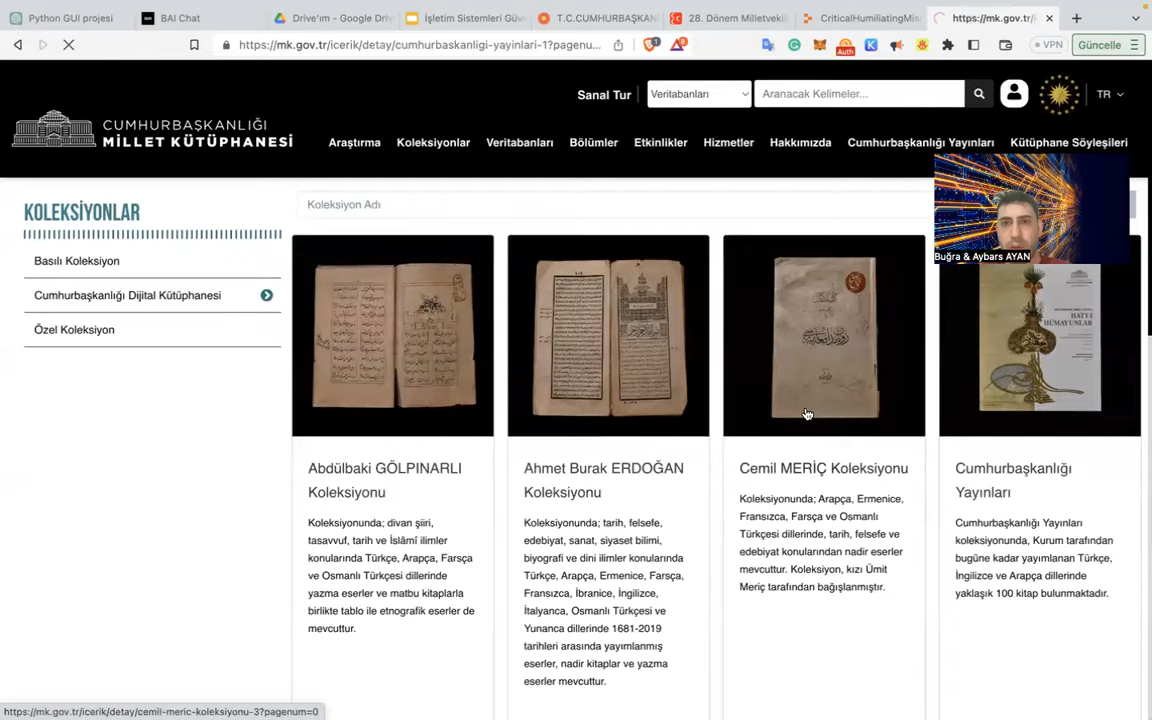 Python GUI projesi
BAI Chat
Drive'ım - Google Driv
İşletim Sistemleri Güve
T.C.CUMHURBAŞKAN
28. Dönem Milletvekili
CriticalHumiliatingMis
https://mk.gov.tr/i
https://mk.gov.tr/icerik/detay/cumhurbaskanligi-yayinlari-1?pagenu...
1
8
Auth
VPN
Güncelle
Sanal Tur
Veritabanları
Aranacak Kelimeler...
TR
CUMHURBAŞKANLIĞI
MİLLET KÜTÜPHANESİ
Araştırma
Koleksiyonlar
Veritabanları
Bölümler
Etkinlikler
Hizmetler
Hakkımızda
Cumhurbaşkanlığı Yayınları
Kütüphane Söyleşileri
KOLEKSİYONLAR
Basılı Koleksiyon
Cumhurbaşkanlığı Dijital Kütüphanesi
Özel Koleksiyon
Koleksiyon Adı
Buğra & Aybars AYAN
HATT-I
HÜMAYUNLAR
Abdülbaki GÖLPINARLI
Koleksiyonu
Koleksiyonunda; divan şiiri,
tasavvuf, tarih ve İslâmî ilimler
konularında Türkçe, Arapça, Farsça
ve Osmanlı Türkçesi dillerinde
yazma eserler ve matbu kitaplarla
birlikte tablo ile etnografik eserler de
mevcuttur.
Ahmet Burak ERDOĞAN
Koleksiyonu
Koleksiyonunda; tarih, felsefe,
edebiyat, sanat, siyaset bilimi,
biyografi ve dini ilimler konularında
Türkçe, Arapça, Ermenice, Farsça,
Fransızca, İbranice, İngilizce,
İtalyanca, Osmanlı Türkçesi ve
Yunanca dillerinde 1681-2019
tarihleri arasında yayımlanmış
eserler, nadir kitaplar ve yazma
eserler mevcuttur.
Cemil MERİÇ Koleksiyonu
Koleksiyonunda; Arapça, Ermenice,
Fransızca, Farsça ve Osmanlı
Türkçesi dillerinde, tarih, felsefe ve
edebiyat konularından nadir eserler
mevcuttur. Koleksiyon, kızı Ümit
Meriç tarafından bağışlanmıştır.
Cumhurbaşkanlığı
Yayınları
Cumhurbaşkanlığı Yayınları
koleksiyonunda, Kurum tarafından
bugüne kadar yayımlanan Türkçe,
İngilizce ve Arapça dillerinde
yaklaşık 100 kitap bulunmaktadır.
https://mk.gov.tr/icerik/detay/cemil-meric-koleksiyonu-3?pagenum=0